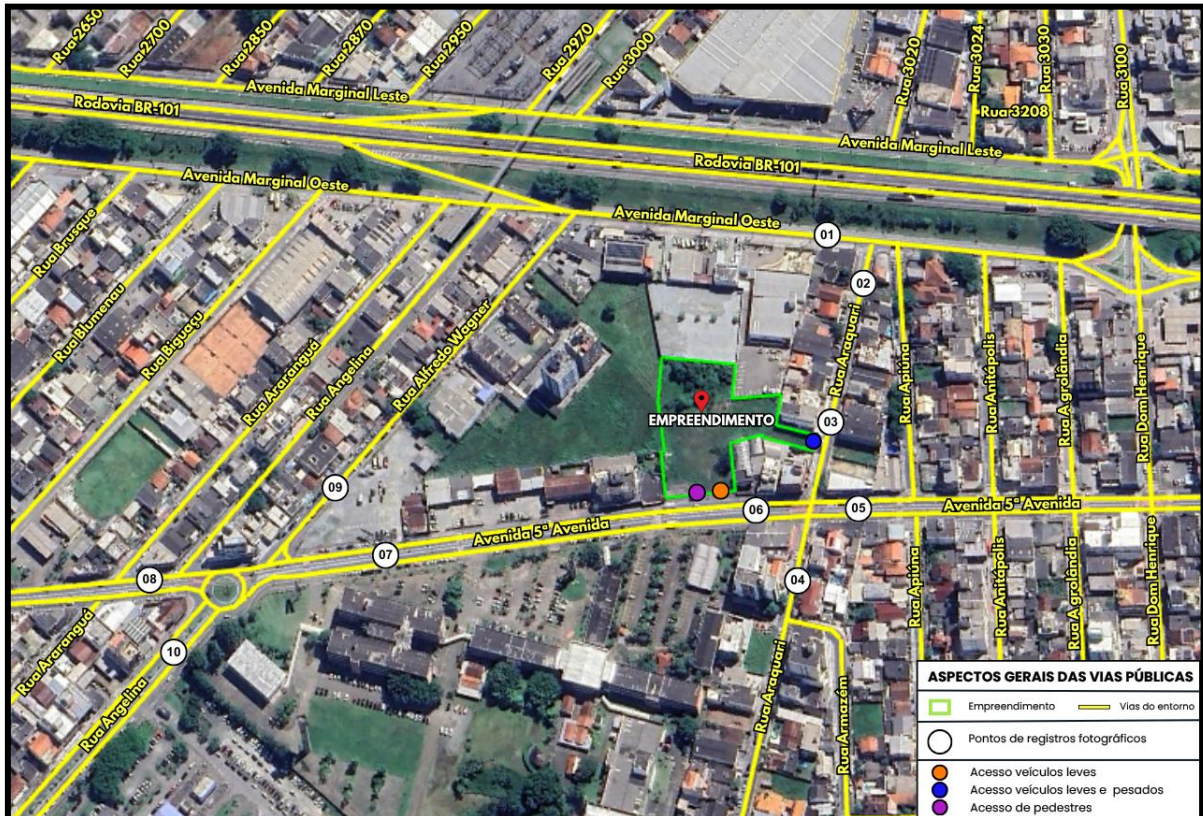 Rua 2650
Rua 2700
Rua 2850
Rua 2870
Rua 2950
Rua 2970
Rua 3000
Rua 3020
Rua 3024
Rua 3030
Rua 3100
Rua 3208
Avenida Marginal Leste
Rodovia BR-101
Avenida Marginal Leste
Rodovia BR-101
Avenida Marginal Oeste
Avenida Marginal Oeste
01
02
Rua Brusque
Rua Blumenau
Rua Biguaçu
Rua Araranguá
Rua Angelina
Rua Alfredo Wagner
Rua Araquari
Rua Apiúna
Rua Anitápolis
Rua Agrolândia
Rua Dom Henrique
EMPREENDIMENTO
03
09
06
05
Avenida 5ª Avenida
Avenida 5ª Avenida
07
08
04
10
Rua Araranguá
Rua Angelina
Rua Araquari
Rua Armazém
Rua Apiúna
Rua Anitápolis
Rua Agrolândia
Rua Dom Henrique
ASPECTOS GERAIS DAS VIAS PÚBLICAS
Empreendimento
Vias do entorno
Pontos de registros fotográficos
Acesso veículos leves
Acesso veículos leves e pesados
Acesso de pedestres